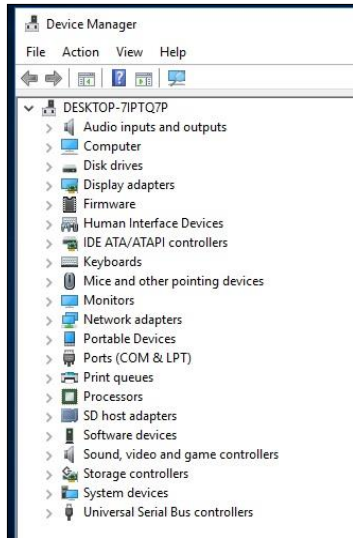 Device Manager
File Action View Help
DESKTOP-7IPTQ7P
Audio inputs and outputs
Computer
Disk drives
Display adapters
Firmware
Human Interface Devices
IDE ATA/ATAPI controllers
Keyboards
Mice and other pointing devices
Monitors
Network adapters
Portable Devices
Ports (COM & LPT)
Print queues
Processors
SD host adapters
Software devices
Sound, video and game controllers
Storage controllers
System devices
Universal Serial Bus controllers